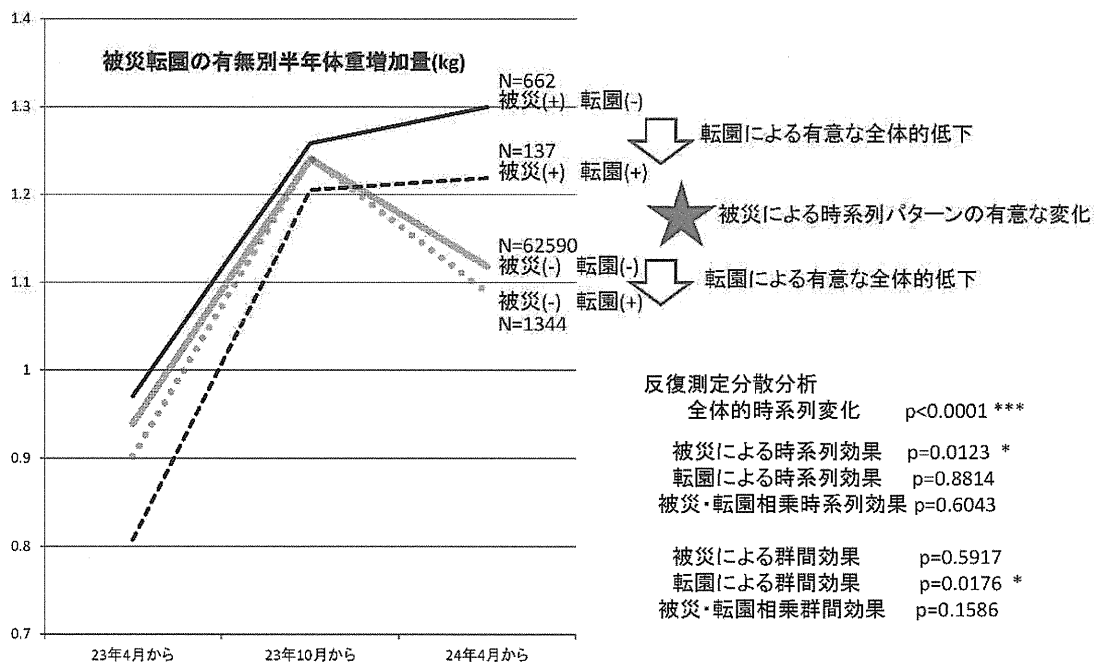 1.4
被災転園の有無別半年体重増加量(kg)
N=662
被災(+) 転園(-)
1.3
転園による有意な全体的低下
N=137
被災(+) 転園(+)
1.2
被災による時系列パターンの有意な変化
N=62590
被災(-) 転園(-)
1.1
転園による有意な全体的低下
被災(-) 転園(+)
N=1344
1
反復測定分散分析
全体的時系列変化 p<0.0001 ***
0.9
被災による時系列効果 p=0.0123 *
転園による時系列効果 p=0.8814
被災・転園相乗時系列効果 p=0.6043
0.8
被災による群間効果 p=0.5917
転園による群間効果 p=0.0176 *
被災・転園相乗群間効果 p=0.1586
0.7
23年4月から 23年10月から 24年4月から